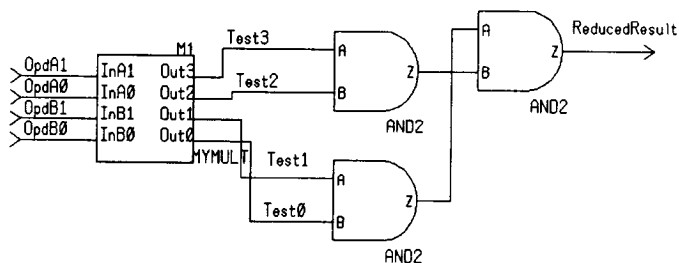 M1
OpdA1
OpdA0
OpdB1
OpdB0
InA1 Out3
InA0 Out2
InB1 Out1
InB0 Out0
MYMULT
Test3
Test2
Test1
Test0
A
B
Z
AND2
A
B
Z
AND2
A
B
Z
AND2
ReducedResult